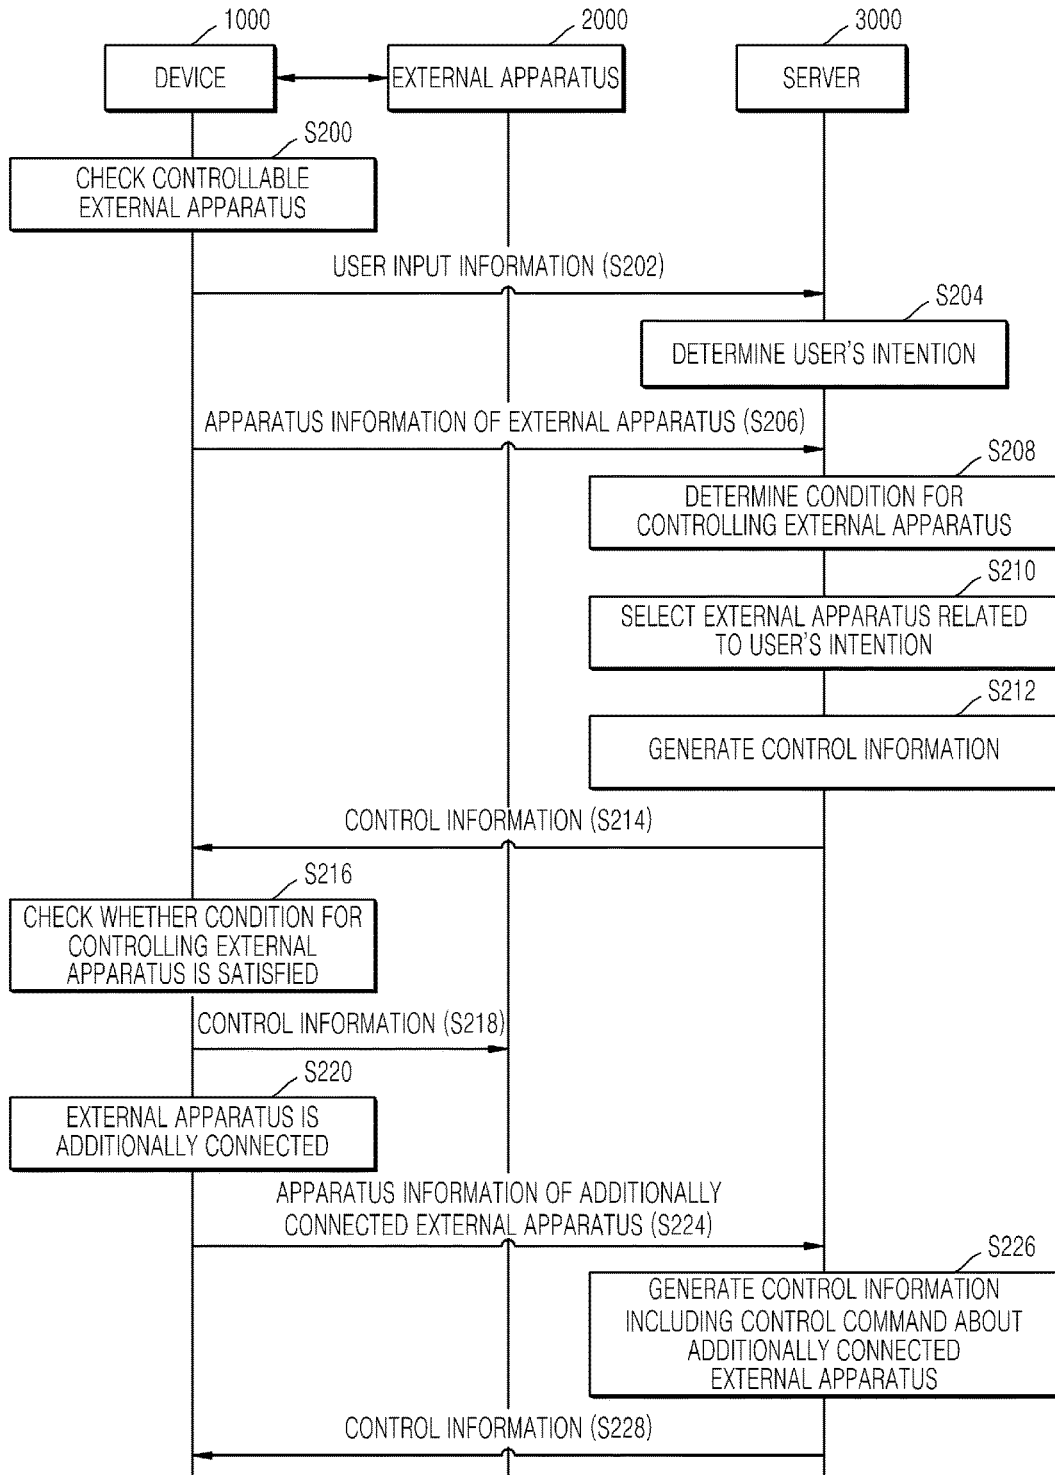 1000
2000
3000
DEVICE
EXTERNAL APPARATUS
SERVER
S200
CHECK CONTROLLABLE
EXTERNAL APPARATUS
USER INPUT INFORMATION (S202)
S204
DETERMINE USER'S INTENTION
APPARATUS INFORMATION OF EXTERNAL APPARATUS (S206)
S208
DETERMINE CONDITION FOR
CONTROLLING EXTERNAL APPARATUS
S210
SELECT EXTERNAL APPARATUS RELATED
TO USER'S INTENTION
S212
GENERATE CONTROL INFORMATION
CONTROL INFORMATION (S214)
S216
CHECK WHETHER CONDITION FOR
CONTROLLING EXTERNAL
APPARATUS IS SATISFIED
CONTROL INFORMATION (S218)
S220
EXTERNAL APPARATUS IS
ADDITIONALLY CONNECTED
APPARATUS INFORMATION OF ADDITIONALLY
CONNECTED EXTERNAL APPARATUS (S224)
S226
GENERATE CONTROL INFORMATION
INCLUDING CONTROL COMMAND ABOUT
ADDITIONALLY CONNECTED
EXTERNAL APPARATUS
CONTROL INFORMATION (S228)